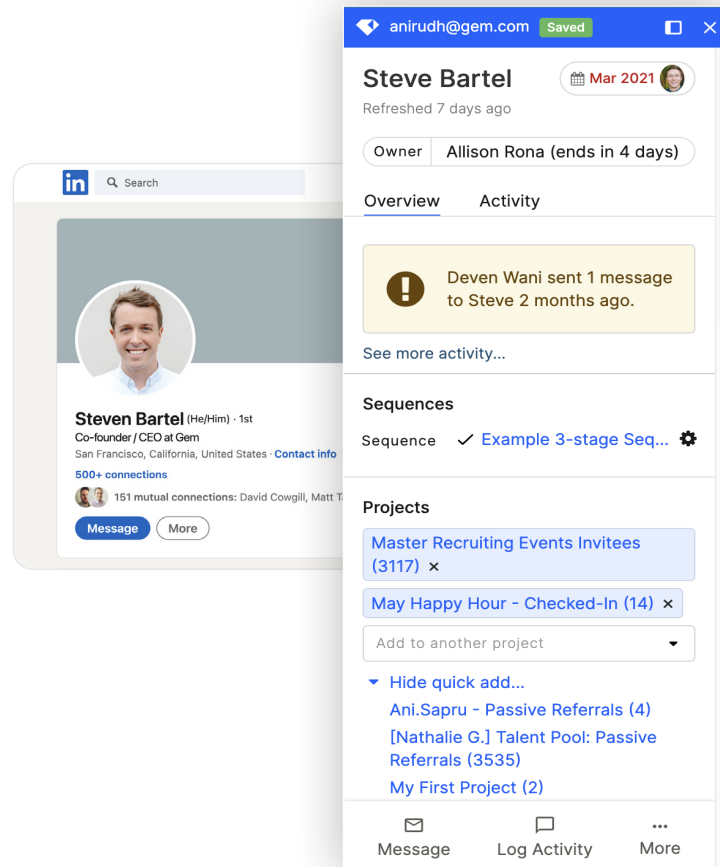 in
Search
Steven Bartel (He/Him) · 1st
Co-founder / CEO at Gem
San Francisco, California, United States · Contact info
500+ connections
151 mutual connections: David Cowgill, Matt
Message
More
anirudh@gem.com
Saved
Steve Bartel
Mar 2021
Refreshed 7 days ago
Owner
Allison Rona (ends in 4 days)
Overview
Activity
Deven Wani sent 1 message
to Steve 2 months ago.
See more activity...
Sequences
Sequence
Example 3-stage Seq...
Projects
Master Recruiting Events Invitees
(3117) ×
May Happy Hour - Checked-In (14) ×
Add to another project
Hide quick add...
Ani.Sapru - Passive Referrals (4)
[Nathalie G.] Talent Pool: Passive
Referrals (3535)
My First Project (2)
Message
Log Activity
More